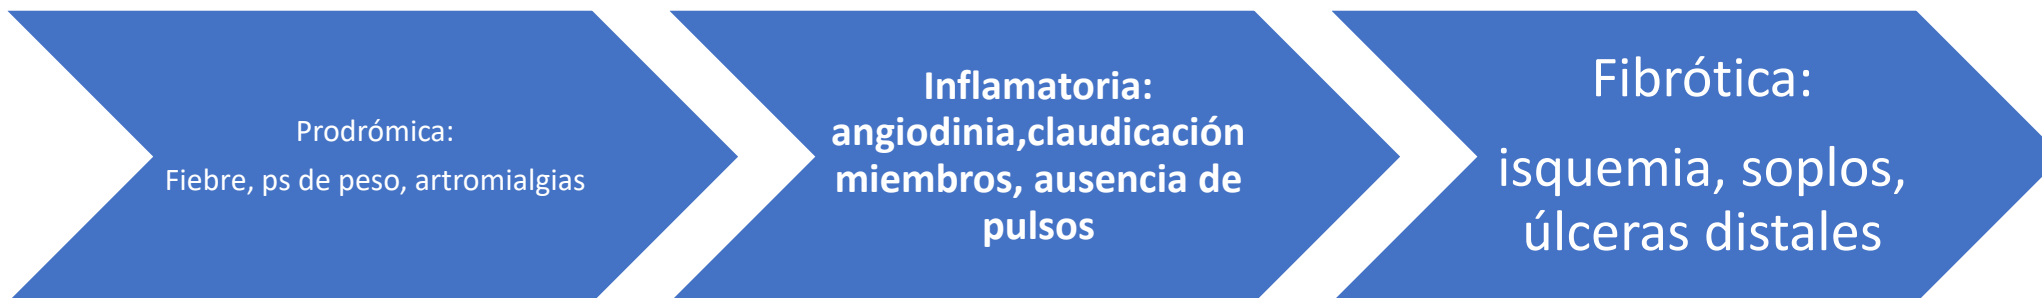 Prodrómica:
Fiebre, ps de peso, artromialgias
Inflamatoria:
angiodinia,claudicación
miembros, ausencia de
pulsos
Fibrótica:
isquemia, soplos,
úlceras distales